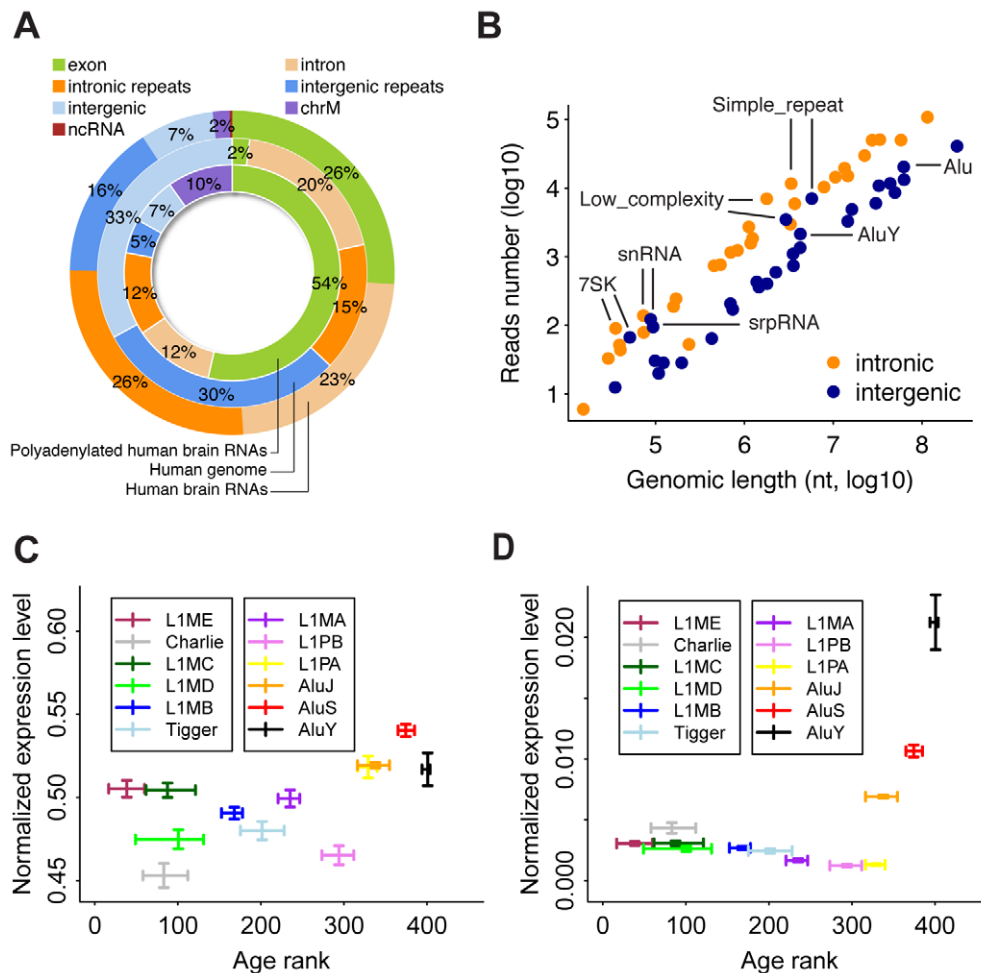 A
exon
intron
intronic repeats
intergenic repeats
intergenic
chrM
ncRNA
2%
7%
2%
26%
20%
10%
16%
33%
7%
5%
54%
15%
12%
12%
23%
26%
30%
Polyadenylated human brain RNAs
Human genome
Human brain RNAs
B
Reads number (log10)
5
4
3
2
1
Simple_repeat
Alu
Low_complexity
AluY
snRNA
7SK
srpRNA
intronic
intergenic
5 6 7 8
Genomic length (nt, log10)
C
Normalized expression level
0.60
0.55
0.50
0.45
L1ME
Charlie
L1MC
L1MD
L1MB
Tigger
L1MA
L1PB
L1PA
AluJ
AluS
AluY
0 100 200 300 400
Age rank
D
Normalized expression level
0.020
0.010
0.000
L1ME
Charlie
L1MC
L1MD
L1MB
Tigger
L1MA
L1PB
L1PA
AluJ
AluS
AluY
0 100 200 300 400
Age rank